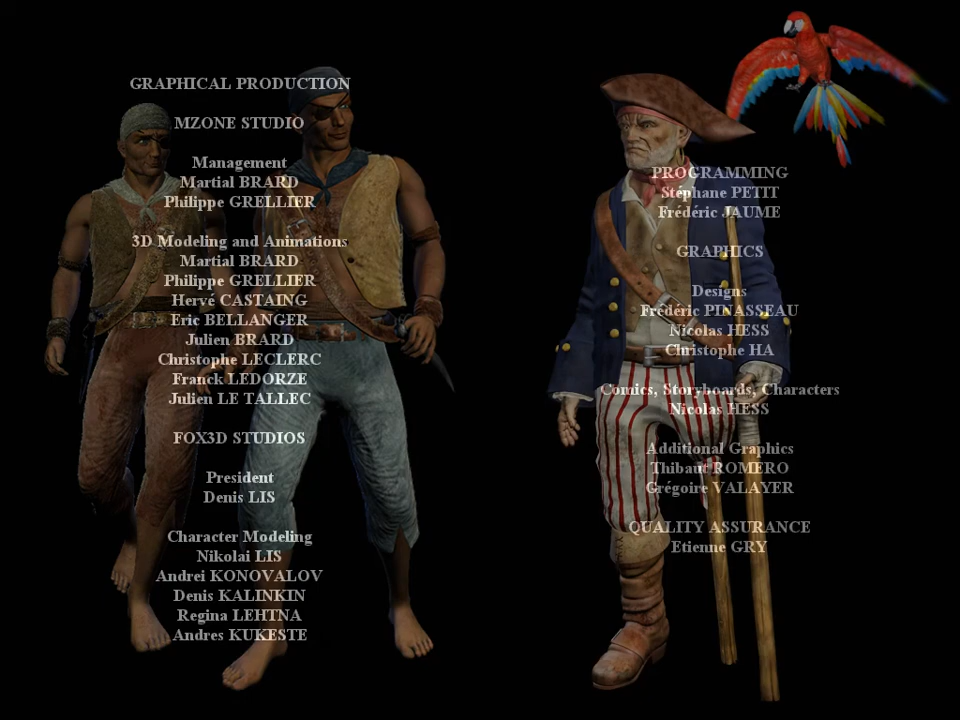 GRAPHICAL PRODUCTION
MZONE STUDIO
Management
Martial BRARD
Philippe GRELLIER
3D Modeling and Animations
Martial BRARD
Philippe GRELLIER
Hervé CASTAING
Eric BELLANGER
Julien BRARD
Christophe LECLERC
Franck LEDORZE
Julien LE TALLEC
FOX3D STUDIOS
President
Denis LIS
Character Modeling
Nikolai LIS
Andrei KONOVALOV
Denis KALINKIN
Regina LEHTNA
Andres KUKESTE
PROGRAMMING
Stéphane PETIT
Frédéric JAUME
GRAPHICS
Designs
Frédéric PINASSEAU
Nicolas HESS
Christophe HA
Comics, Storyboards, Characters
Nicolas HESS
Additional Graphics
Thibaut ROMERO
Grégoire VALAYER
QUALITY ASSURANCE
Etienne GRY